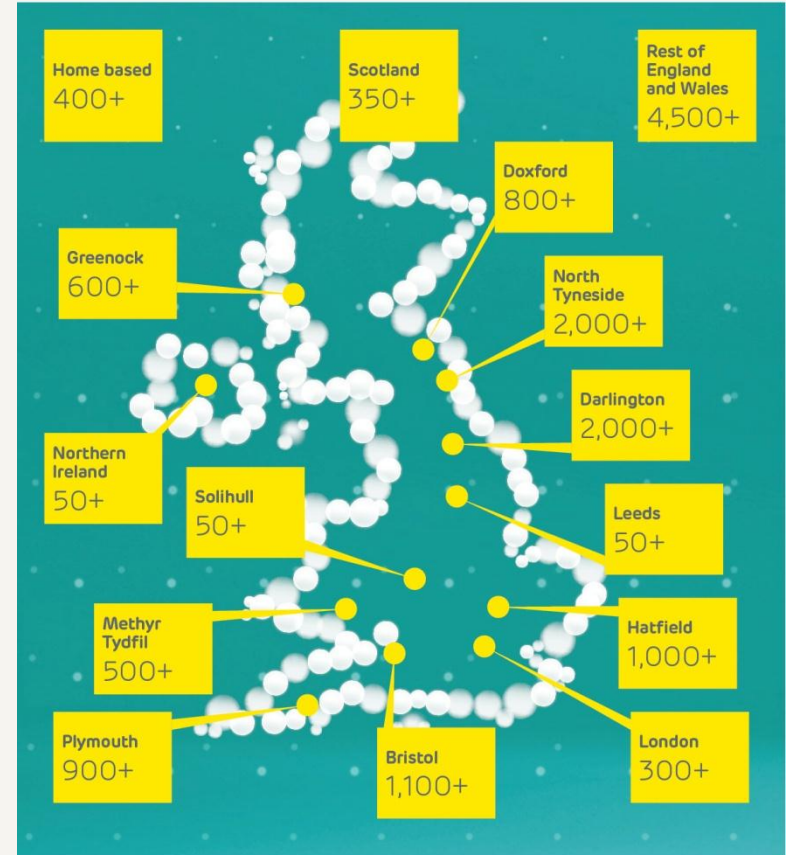 Home based
400+
Scotland
350+
Rest of
England
and Wales
4,500+
Doxford
800+
Greenock
600+
North
Tyneside
2,000+
Darlington
2,000+
Northern
Ireland
50+
Solihull
50+
Leeds
50+
Methyr
Tydfil
500+
Hatfield
1,000+
Plymouth
900+
Bristol
1,100+
London
300+